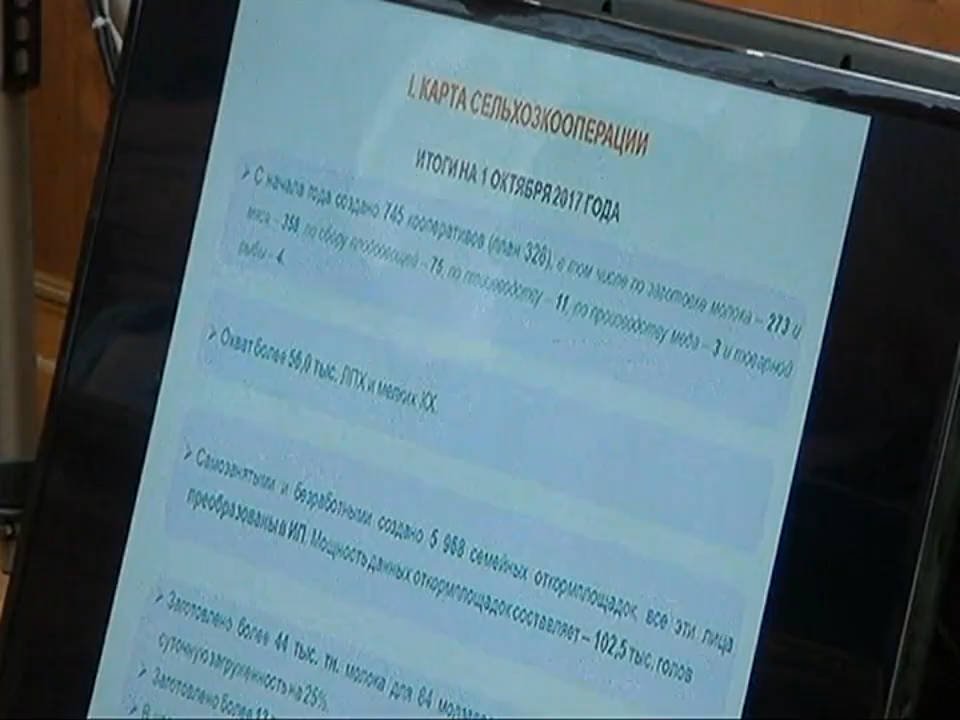 I. КАРТА СЕЛЬХОЗКООПЕРАЦИИ
ИТОГИ НА 1 ОКТЯБРЯ 2017 ГОДА
➢ С начала года создано 745 кооперативов (план 326), в том числе по заготовке молока – 273 и
мяса – 358, по сбору плодоовощей – 75, по птицеводству – 11, по производству меда – 3 и товарной
рыбы – 4.
➢ Охват более 56,0 тыс. ЛПХ и мелких КХ.
➢ Самозанятыми и безработными создано 5 968 семейных откормплощадок, все эти лица
преобразованы в ИП. Мощность данных откормплощадок составляет – 102,5 тыс. голов
➢ Заготовлено более 44 тыс. тн. молока для 64
суточную загруженность на 25%.
➢ Заготовлено более